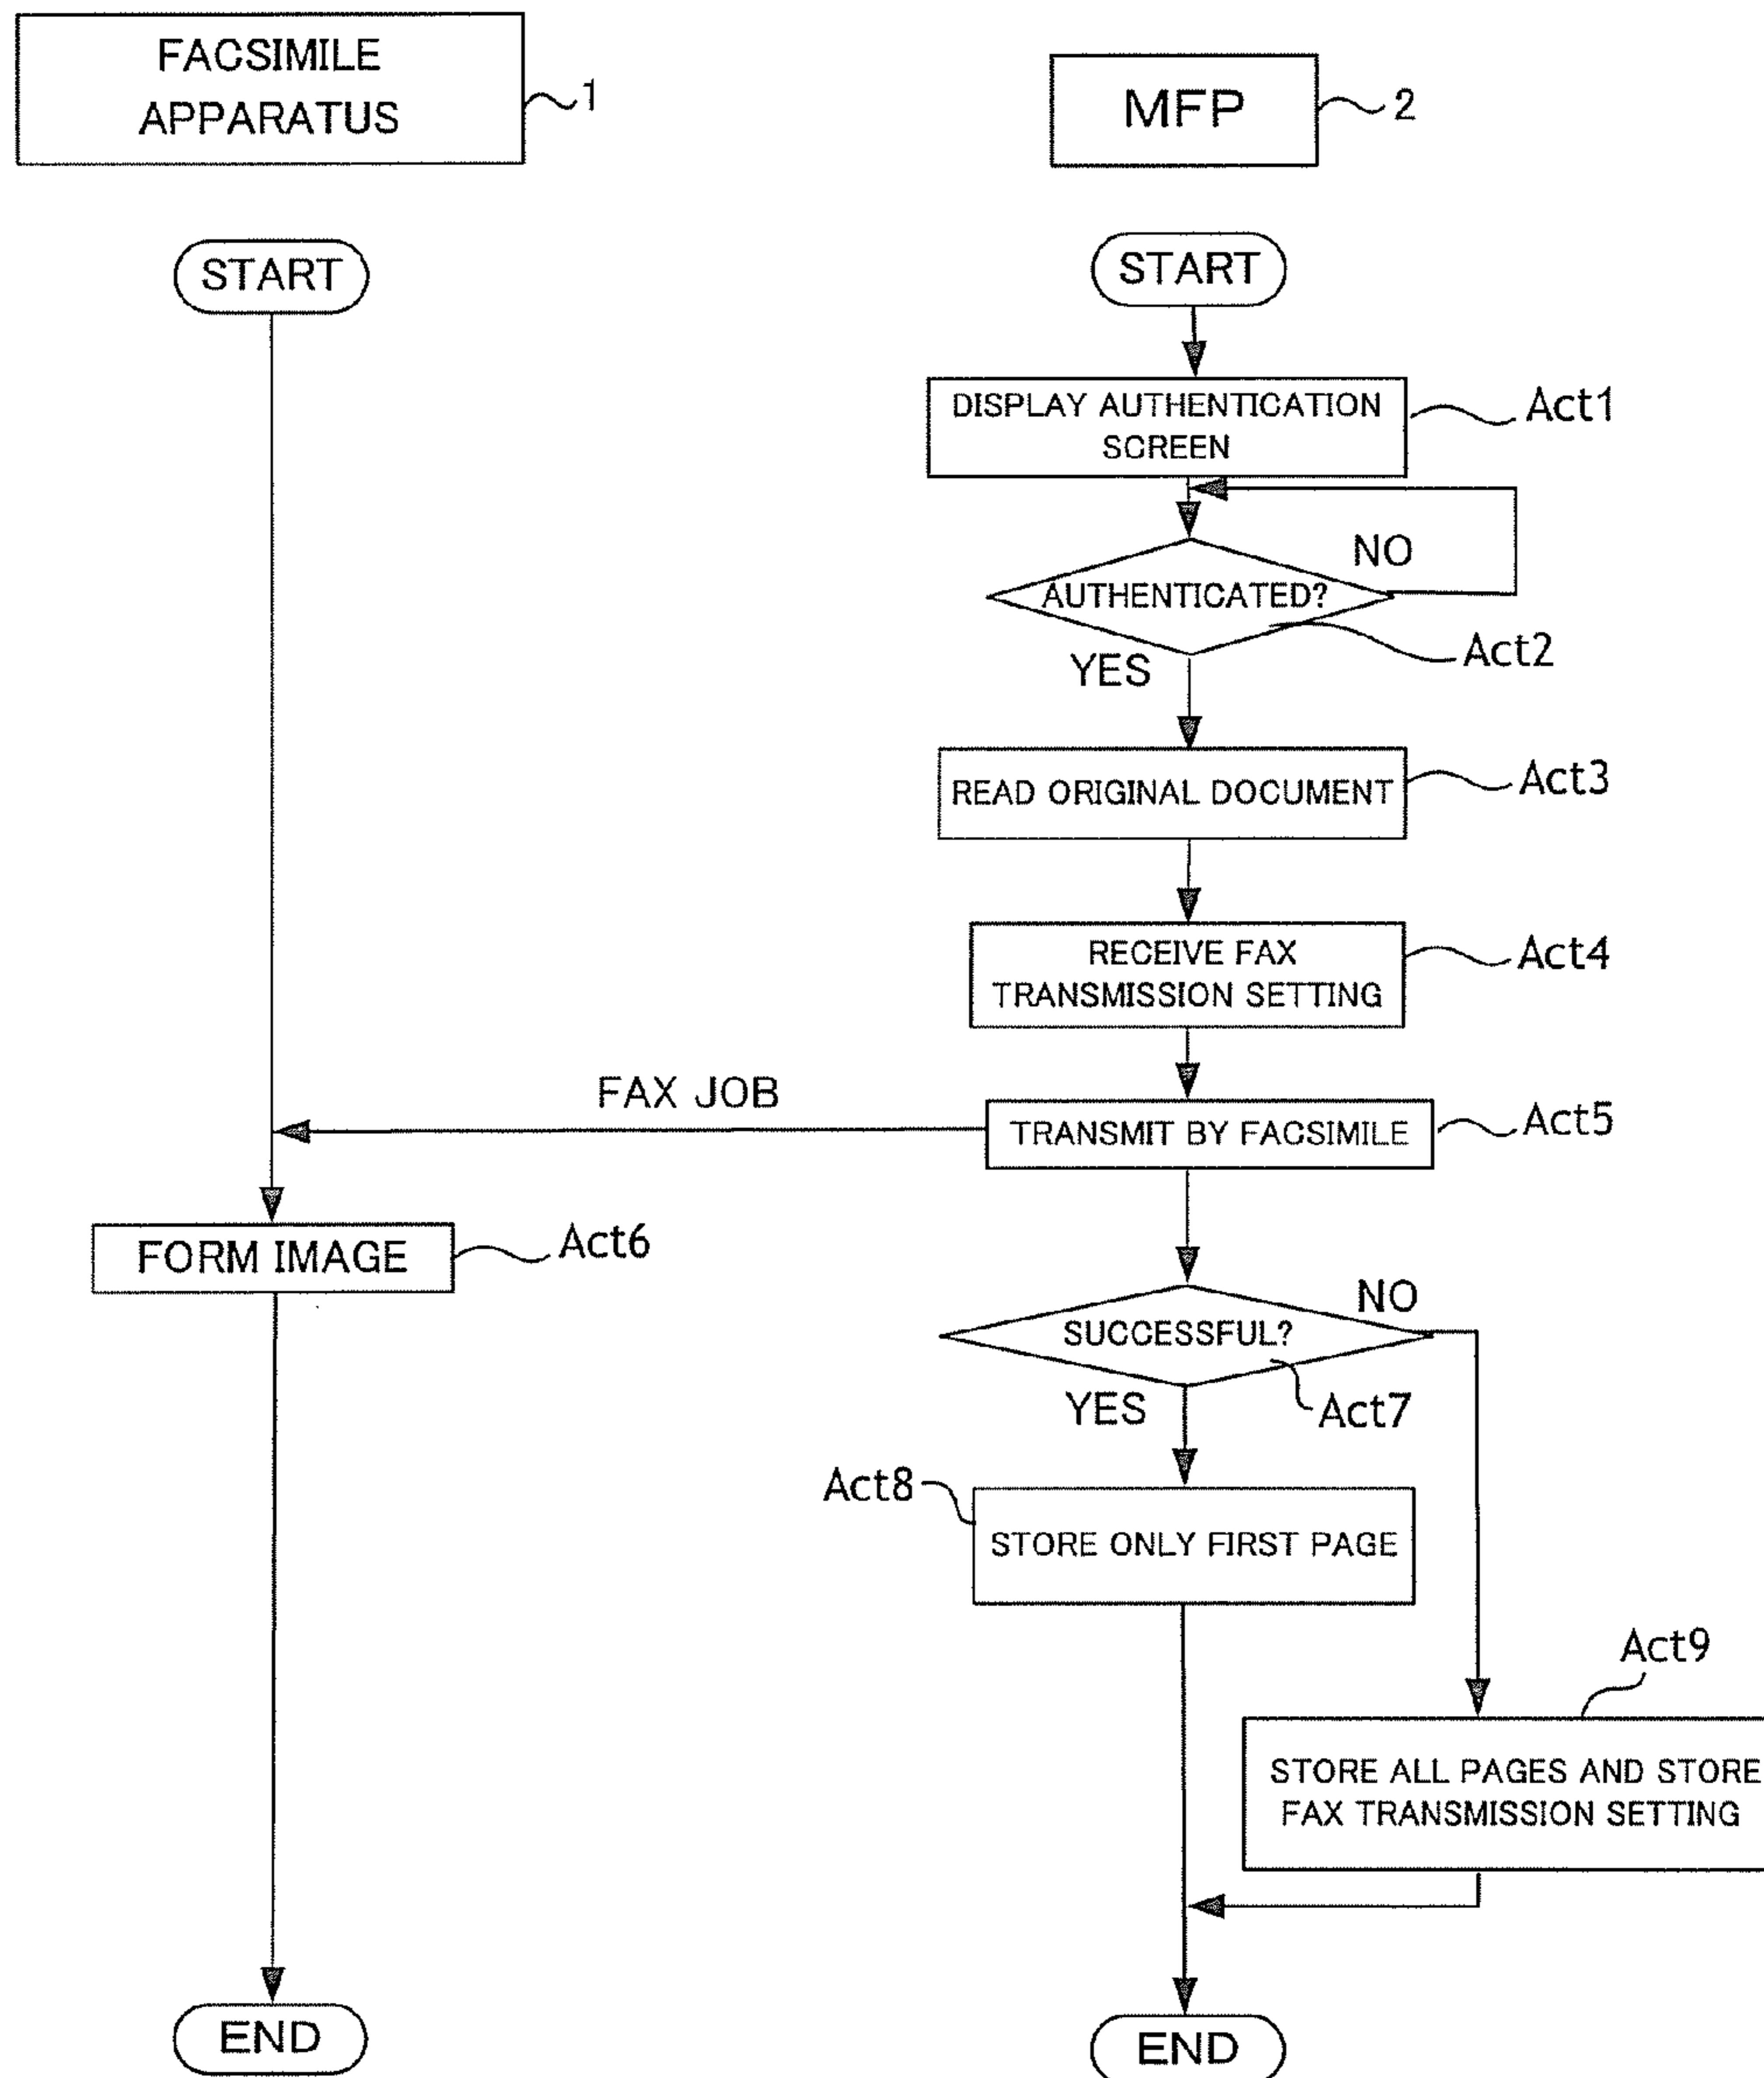 FACSIMILE
APPARATUS
1
MFP
2
START
START
DISPLAY AUTHENTICATION
SCREEN
Act1
NO
AUTHENTICATED?
Act2
YES
READ ORIGINAL DOCUMENT
Act3
RECEIVE FAX
TRANSMISSION SETTING
Act4
FAX JOB
TRANSMIT BY FACSIMILE
Act5
FORM IMAGE
Act6
NO
SUCCESSFUL?
YES
Act7
Act8
STORE ONLY FIRST PAGE
Act9
STORE ALL PAGES AND STORE
FAX TRANSMISSION SETTING
END
END